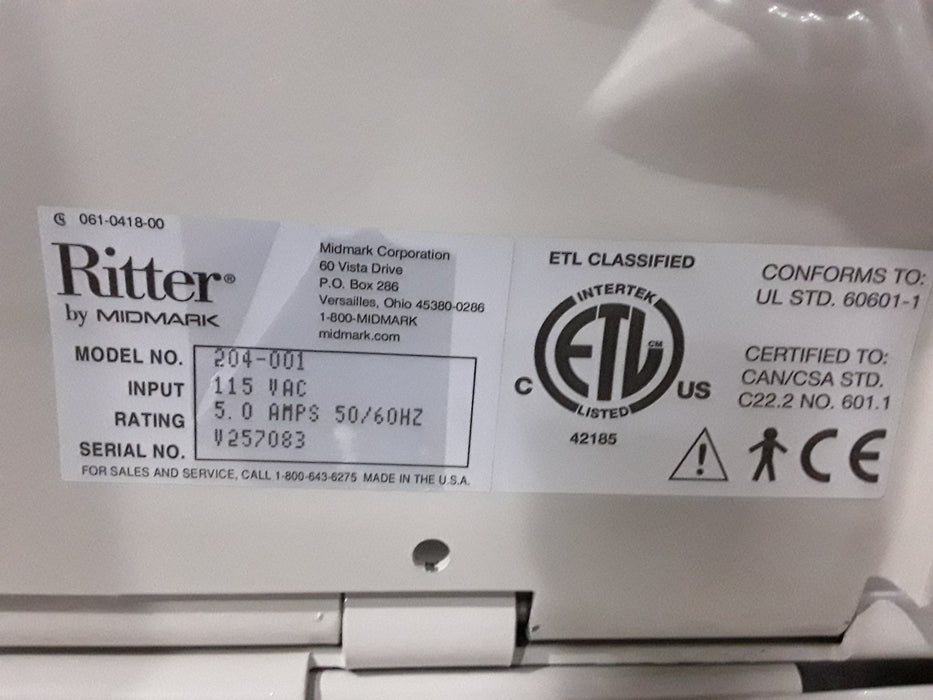 061-0418-00
Ritter®
by MIDMARK
Midmark Corporation
60 Vista Drive
P.O. Box 286
Versailles, Ohio 45380-0286
1-800-MIDMARK
midmark.com
MODEL NO. 204-001
INPUT 115 VAC
RATING 5.0 AMPS 50/60HZ
SERIAL NO. V257083
FOR SALES AND SERVICE, CALL 1-800-643-6275 MADE IN THE U.S.A.
ETL CLASSIFIED
INTERTEK
ETL CM
C US
LISTED
42185
CONFORMS TO:
UL STD. 60601-1
CERTIFIED TO:
CAN/CSA STD.
C22.2 NO. 601.1
! CE